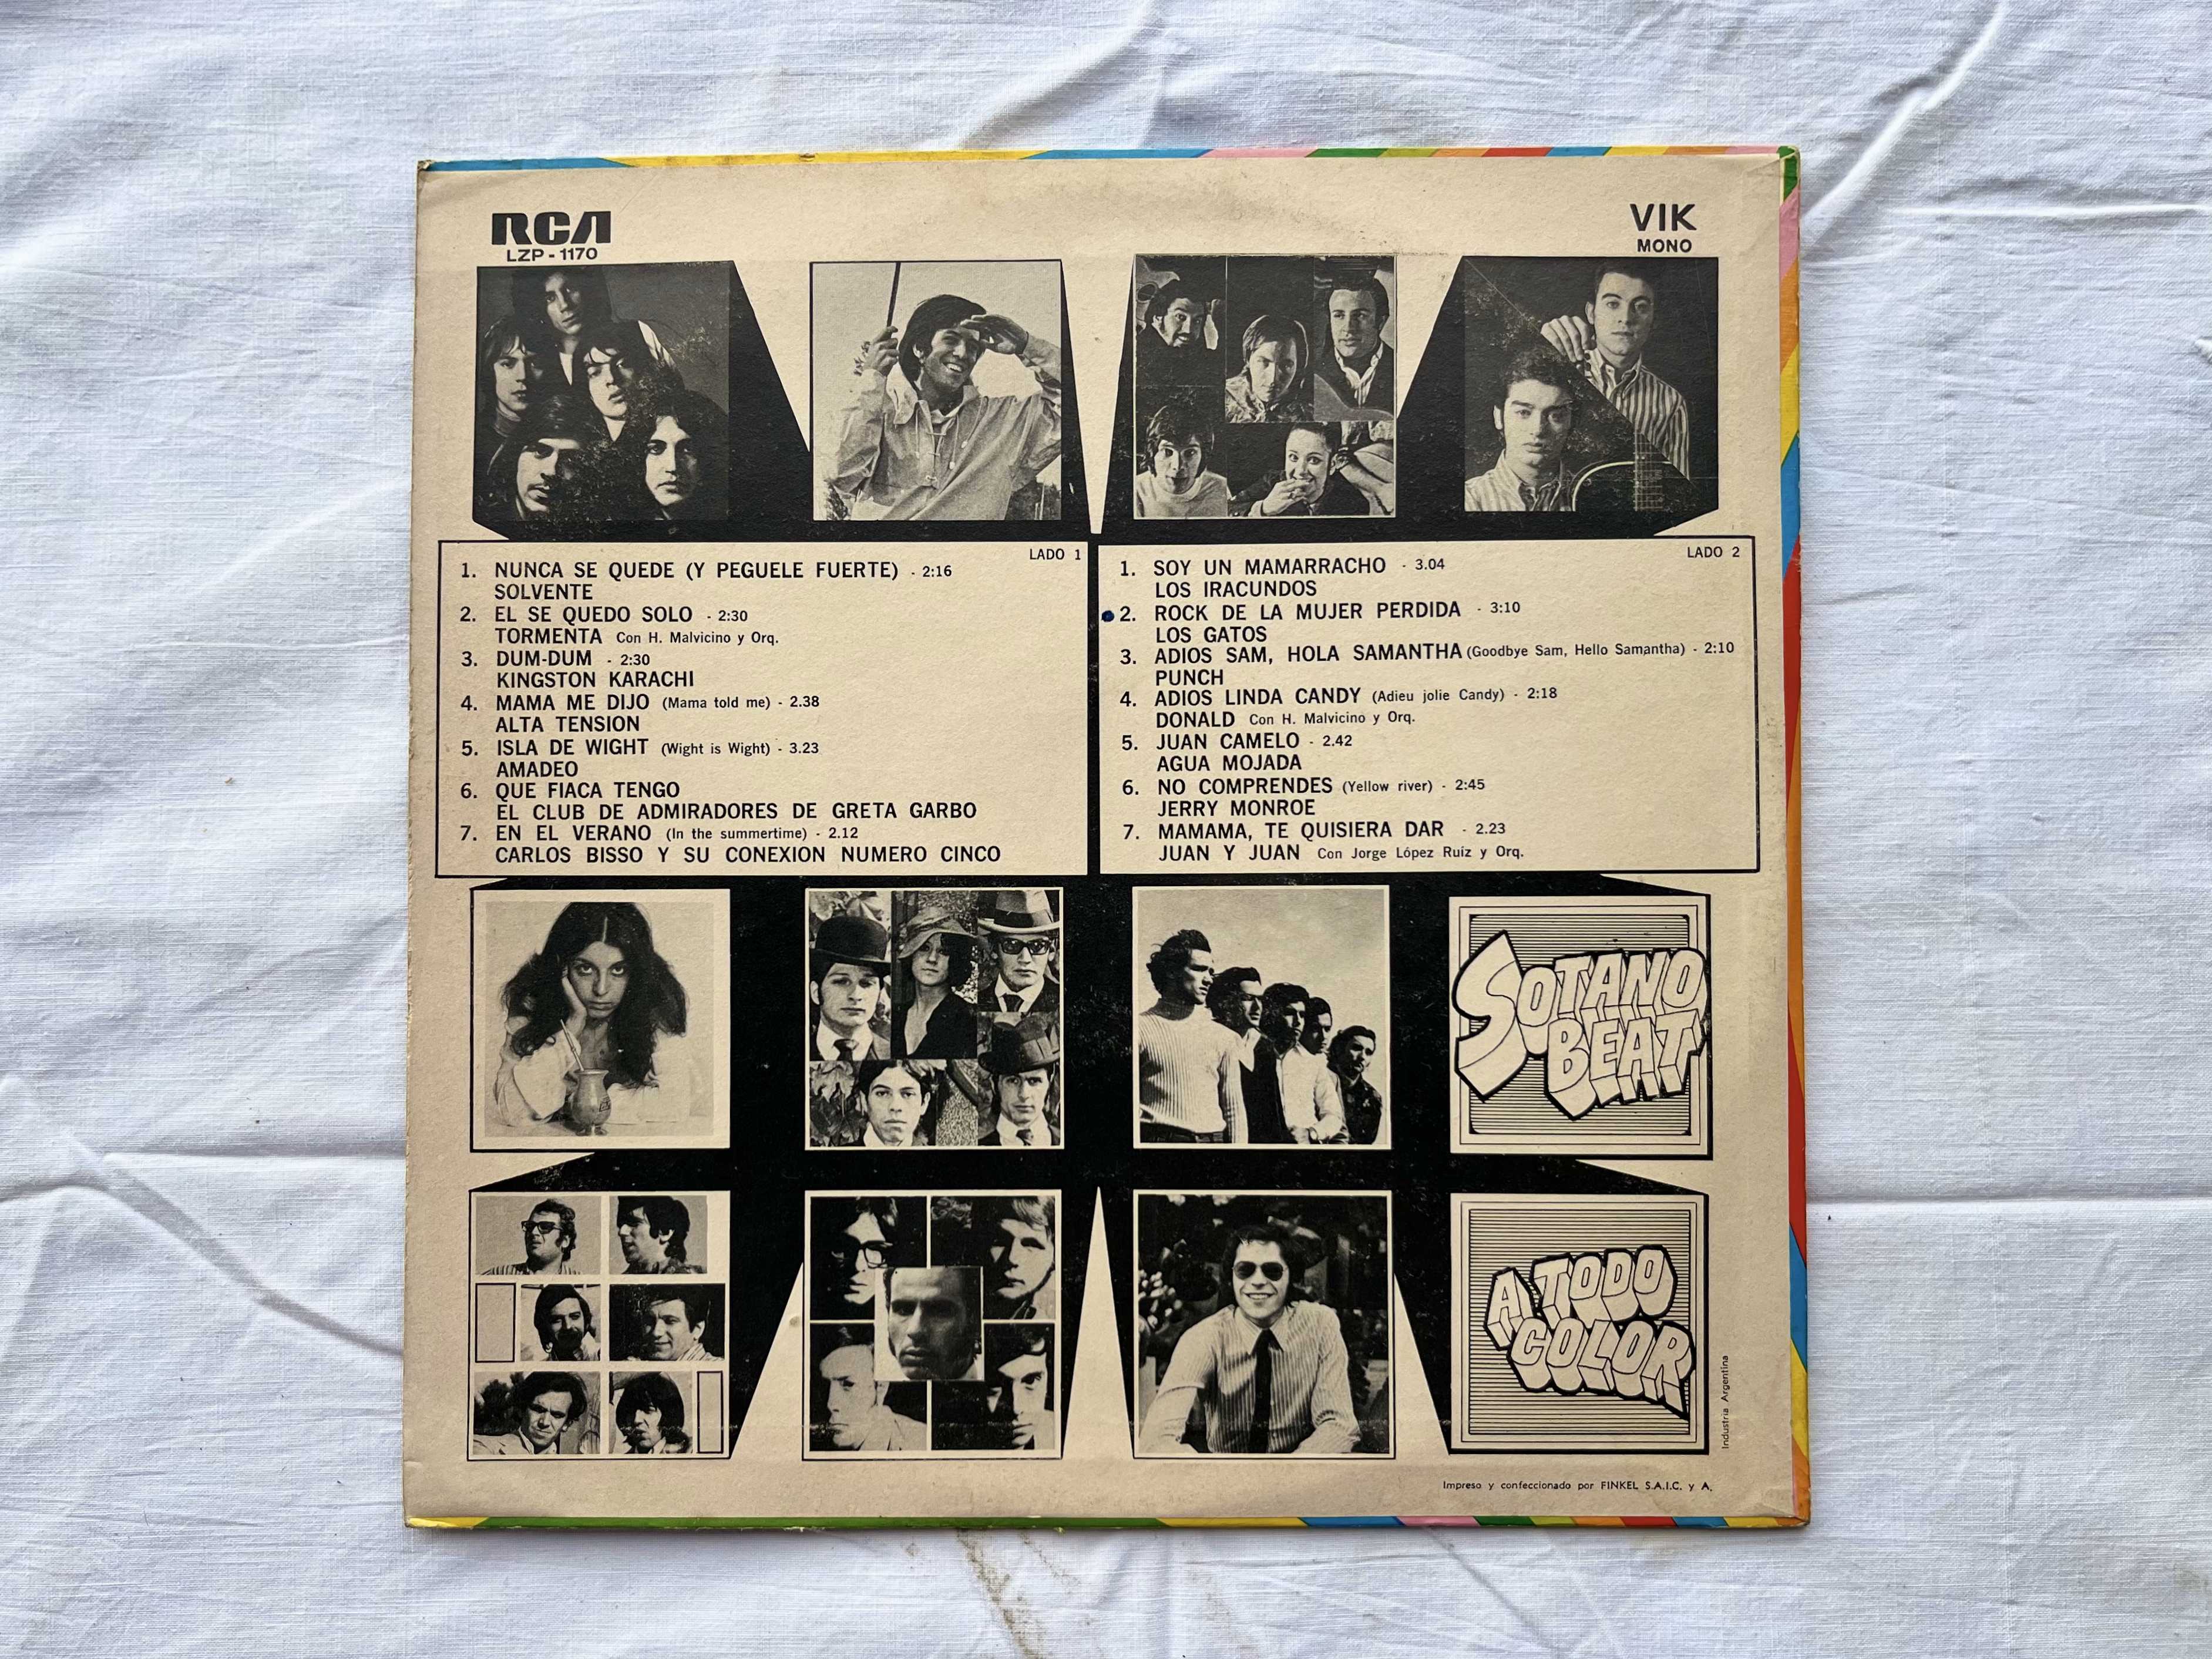 RCA
LZP - 1170
VIK
MONO
LADO 1
1. NUNCA SE QUEDE (Y PEGUELE FUERTE) - 2:16
SOLVENTE
2. EL SE QUEDO SOLO - 2:30
TORMENTA Con H. Malvicino y Orq.
3. DUM-DUM - 2:30
KINGSTON KARACHI
4. MAMA ME DIJO (Mama told me) - 2.38
ALTA TENSION
5. ISLA DE WIGHT (Wight is Wight) - 3.23
AMADEO
6. QUE FIACA TENGO
EL CLUB DE ADMIRADORES DE GRETA GARBO
7. EN EL VERANO (In the summertime) - 2.12
CARLOS BISSO Y SU CONEXION NUMERO CINCO
LADO 2
1. SOY UN MAMARRACHO - 3.04
LOS IRACUNDOS
2. ROCK DE LA MUJER PERDIDA - 3:10
LOS GATOS
3. ADIOS SAM, HOLA SAMANTHA (Goodbye Sam, Hello Samantha) - 2:10
PUNCH
4. ADIOS LINDA CANDY (Adieu jolie Candy) - 2:18
DONALD Con H. Malvicino y Orq.
5. JUAN CAMELO - 2.42
AGUA MOJADA
6. NO COMPRENDES (Yellow river) - 2:45
JERRY MONROE
7. MAMAMA, TE QUISIERA DAR - 2.23
JUAN Y JUAN Con Jorge López Ruíz y Orq.
SOTANO
BEAT
A TODO
COLOR
Industria Argentina
Impreso y confeccionado por FINKEL S.A.I.C. y A.